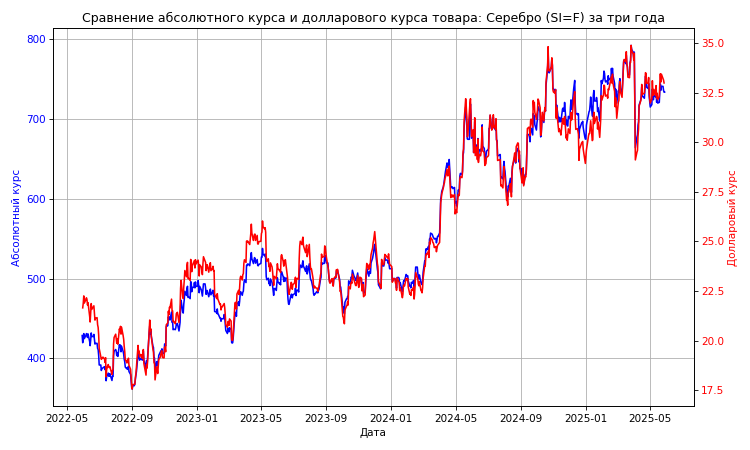 Сравнение абсолютного курса и долларового курса товара: Серебро (SI=F) за три года
800
700
600
500
400
Абсолютный курс
35.0
32.5
30.0
27.5
25.0
22.5
20.0
17.5
Долларовый курс
2022-05 2022-09 2023-01 2023-05 2023-09 2024-01 2024-05 2024-09 2025-01 2025-05
Дата